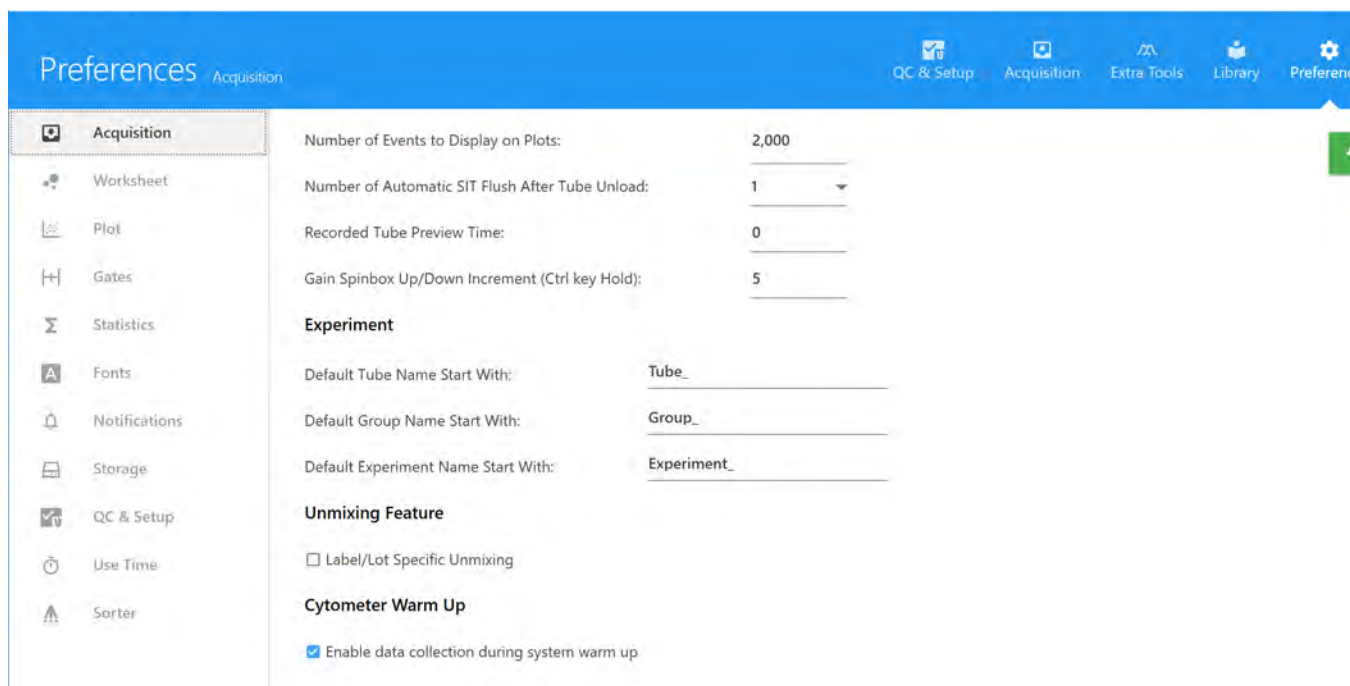 Preferences Acquisition
QC & Setup Acquisition Extra Tools Library Preferenc
Acquisition
Worksheet
Plot
Gates
Statistics
Fonts
Notifications
Storage
QC & Setup
Use Time
Sorter
Number of Events to Display on Plots: 2,000
Number of Automatic SIT Flush After Tube Unload: 1
Recorded Tube Preview Time: 0
Gain Spinbox Up/Down Increment (Ctrl key Hold): 5
Experiment
Default Tube Name Start With: Tube_
Default Group Name Start With: Group_
Default Experiment Name Start With: Experiment_
Unmixing Feature
Label/Lot Specific Unmixing
Cytometer Warm Up
Enable data collection during system warm up